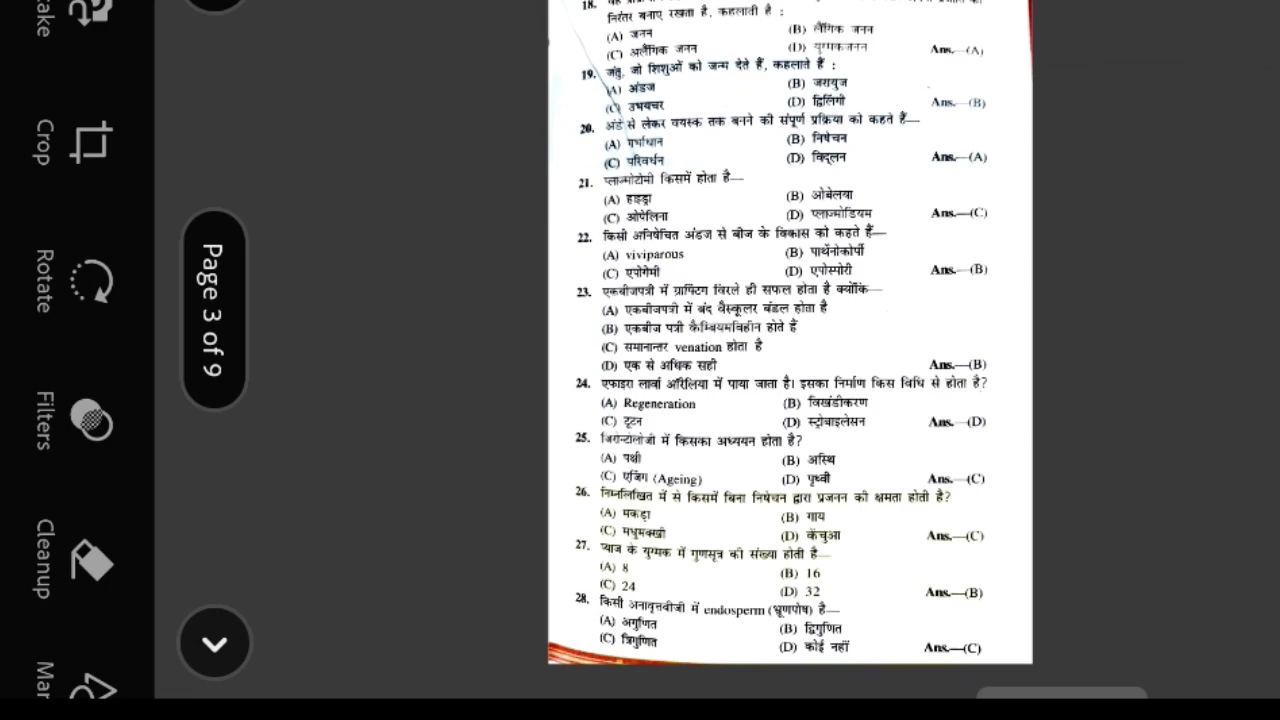 ake
Crop
Rotate
Filters
Cleanup
Mar
Page 3 of 9
18.
निरंतर बनाए रखता है, कहलाती है :
(A) जनन (B) लैंगिक जनन
(C) अलैंगिक जनन (D) युग्मकजनन Ans.—(A)
19. जंतु, जो शिशुओं को जन्म देते हैं, कहलाते हैं :
(A) अंडज (B) जरायुज
(C) उभयचर (D) द्विलिंगी Ans.—(B)
20. अंडे से लेकर वयस्क तक बनने की संपूर्ण प्रक्रिया को कहते हैं—
(A) गर्भाधान (B) निषेचन
(C) परिवर्धन (D) विदलन Ans.—(A)
21. प्लाज्मोटोमी किसमें होता है—
(A) हाइड्रा (B) ओबेलया
(C) ओपेलिना (D) प्लाज्मोडियम Ans.—(C)
22. किसी अनिषेचित अंडज से बीज के विकास को कहते हैं—
(A) viviparous (B) पार्थेनोकोर्पी
(C) एपोगेमी (D) एपोस्पोरी Ans.—(B)
23. एकबीजपत्री में ग्राफ्टिंग विरले ही सफल होता है क्योंकि—
(A) एकबीजपत्री में बंद वैस्कूलर बंडल होता है
(B) एकबीज पत्री कैम्बियमविहीन होते हैं
(C) समानान्तर venation होता है
(D) एक से अधिक सही Ans.—(B)
24. एफाइरा लार्वा ऑरेलिया में पाया जाता है। इसका निर्माण किस विधि से होता है?
(A) Regeneration (B) विखंडीकरण
(C) टूटन (D) स्ट्रोबाइलेसन Ans.—(D)
25. जिरोन्टोलोजी में किसका अध्ययन होता है?
(A) पक्षी (B) अस्थि
(C) एजिंग (Ageing) (D) पृथ्वी Ans.—(C)
26. निम्नलिखित में से किसमें बिना निषेचन द्वारा प्रजनन की क्षमता होती है?
(A) मकड़ा (B) गाय
(C) मधुमक्खी (D) केंचुआ Ans.—(C)
27. प्याज के युग्मक में गुणसूत्र की संख्या होती है—
(A) 8 (B) 16
(C) 24 (D) 32 Ans.—(B)
28. किसी अनावृत्तबीजी में endosperm (भ्रूणपोष) है—
(A) अगुणित (B) द्विगुणित
(C) त्रिगुणित (D) कोई नहीं Ans.—(C)